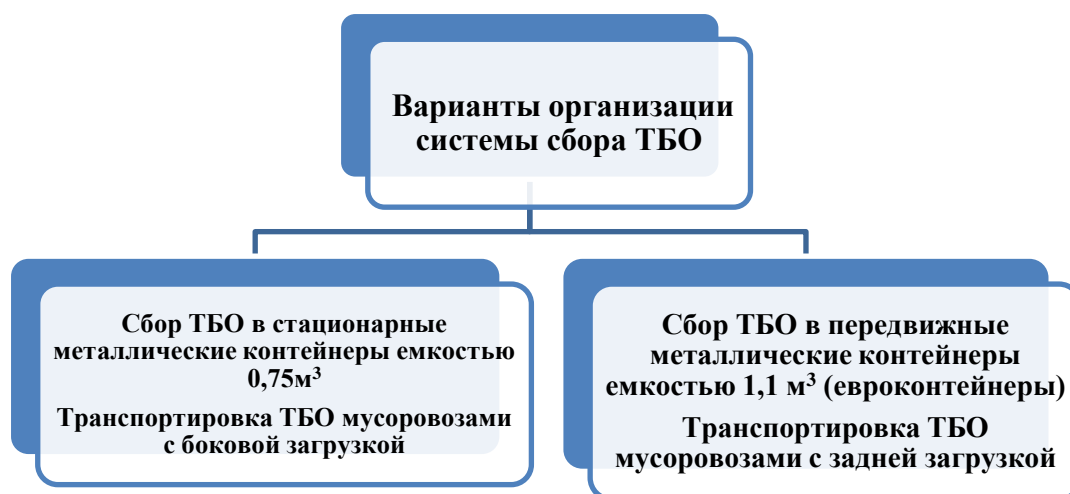 Варианты организации
системы сбора ТБО
Сбор ТБО в стационарные
металлические контейнеры емкостью
0,75м³
Транспортировка ТБО мусоровозами
с боковой загрузкой
Сбор ТБО в передвижные
металлические контейнеры
емкостью 1,1 м³ (евроконтейнеры)
Транспортировка ТБО
мусоровозами с задней загрузкой